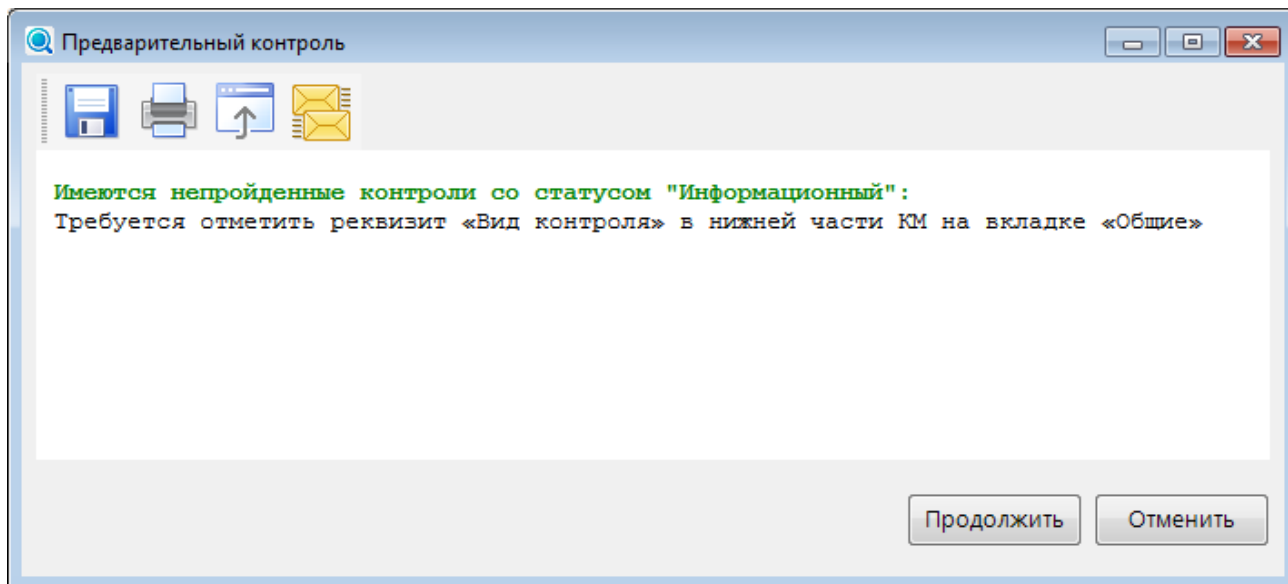 Предварительный контроль
Имеются непройденные контроли со статусом "Информационный":
Требуется отметить реквизит «Вид контроля» в нижней части КМ на вкладке «Общие»
Продолжить
Отменить